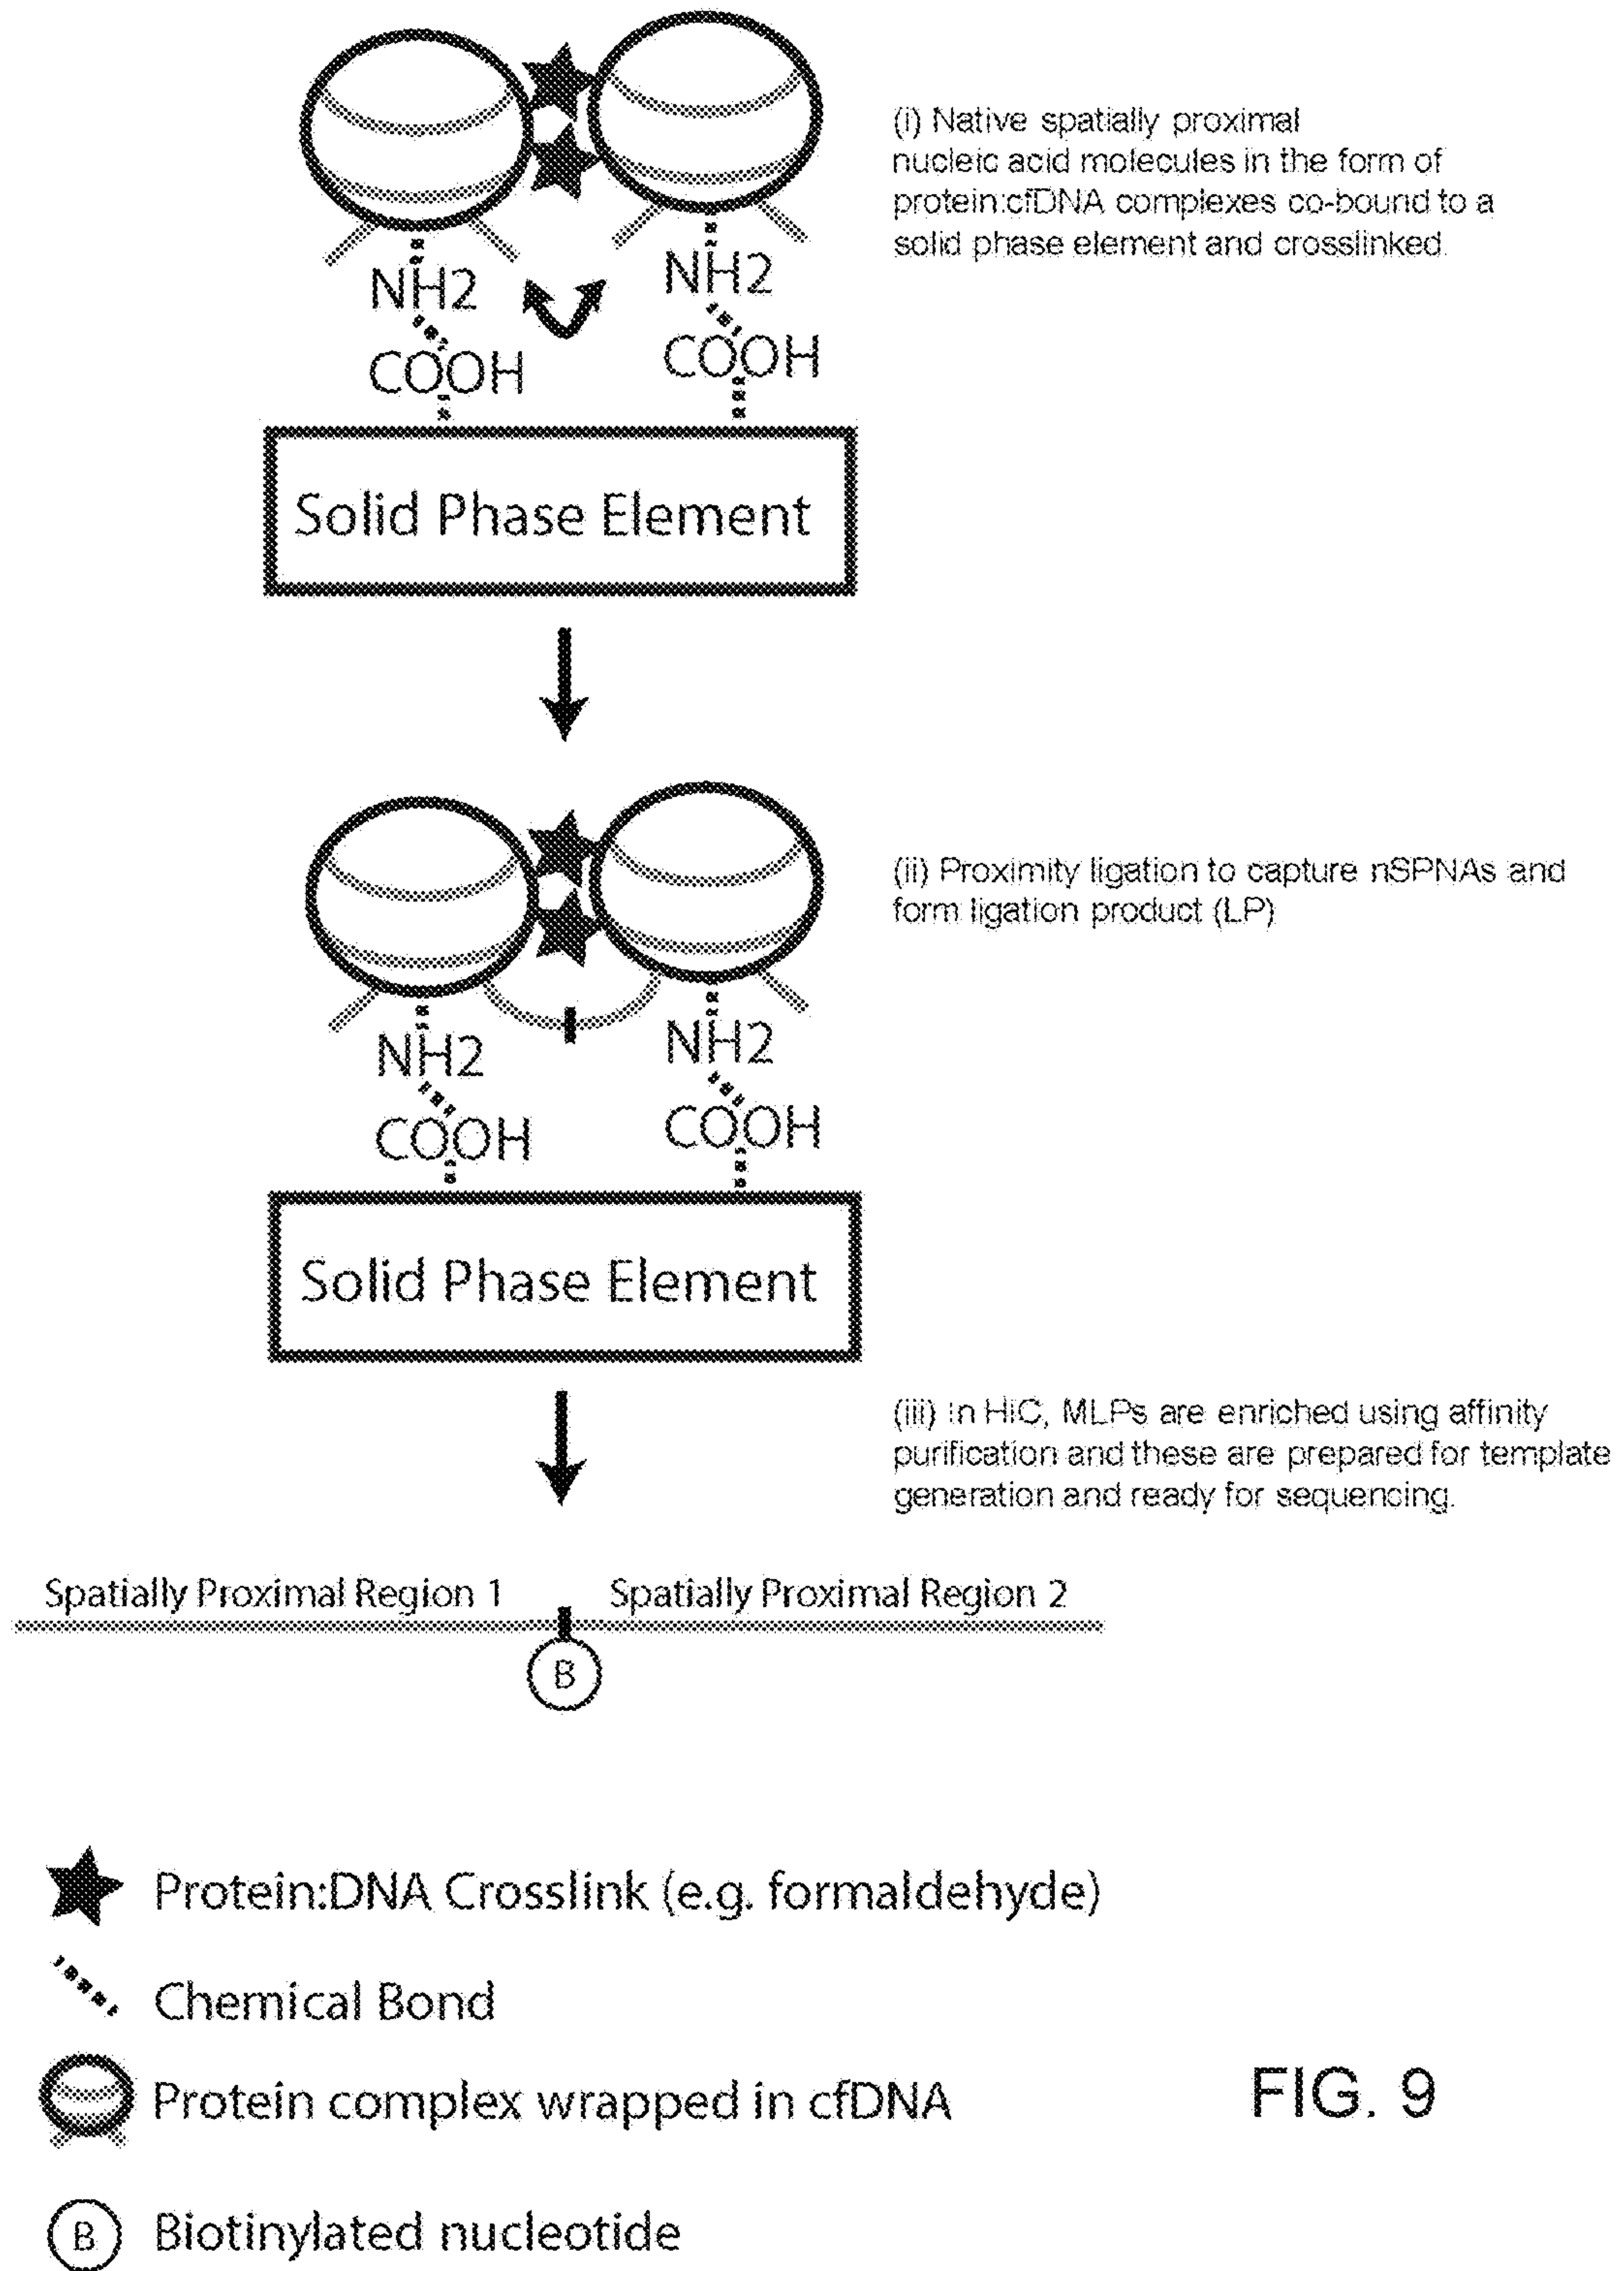 (i) Native spatially proximal
nucleic acid molecules in the form of
protein:cfDNA complexes co-bound to a
solid phase element and crosslinked.
NH2
NH2
COOH
COOH
Solid Phase Element
(ii) Proximity ligation to capture nSPNAs and
form ligation product (LP)
NH2
NH2
COOH
COOH
Solid Phase Element
(iii) In HiC, MLPs are enriched using affinity
purification and these are prepared for template
generation and ready for sequencing.
Spatially Proximal Region 1
Spatially Proximal Region 2
B
Protein:DNA Crosslink (e.g. formaldehyde)
Chemical Bond
Protein complex wrapped in cfDNA
FIG. 9
B Biotinylated nucleotide